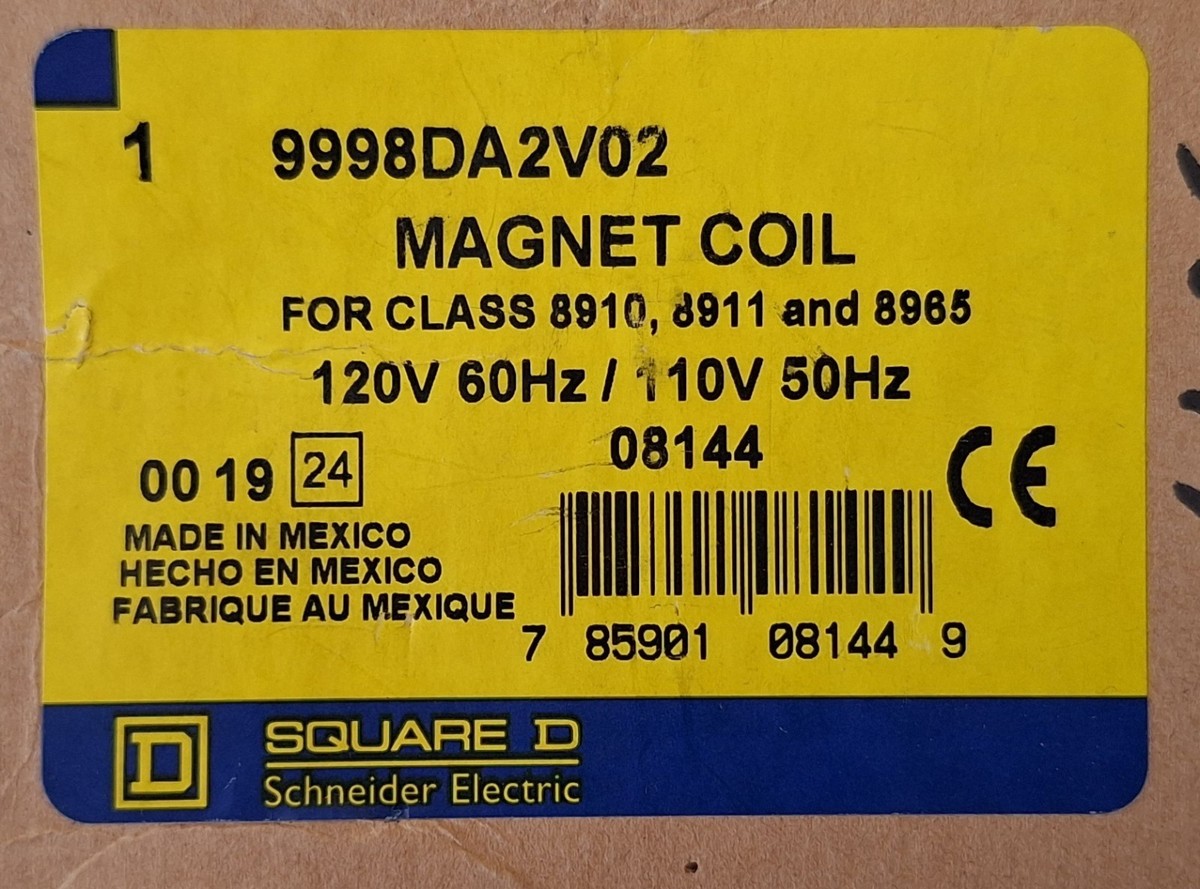 1 9998DA2V02
MAGNET COIL
FOR CLASS 8910, 8911 and 8965
120V 60Hz / 110V 50Hz
08144
00 19 24
CE
MADE IN MEXICO
HECHO EN MEXICO
FABRIQUE AU MEXIQUE
7 85901 08144 9
D SQUARE D
Schneider Electric